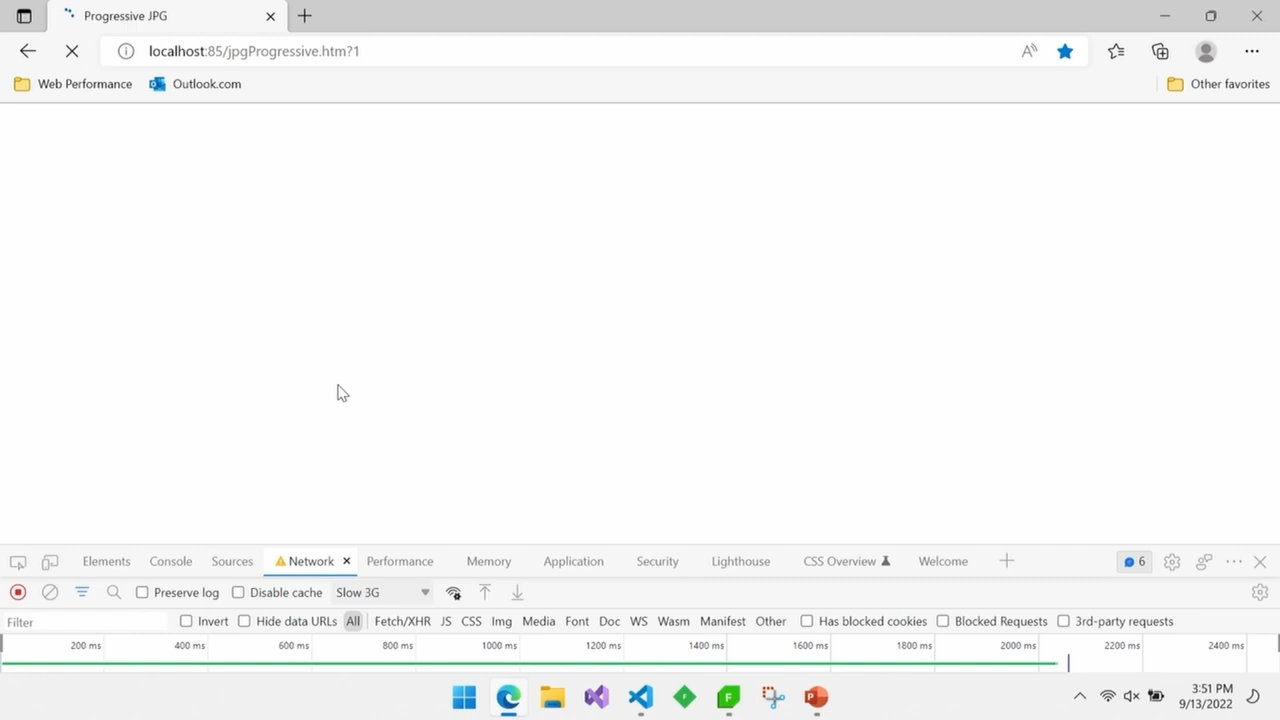 Progressive JPG
localhost:85/jpgProgressive.htm?1
Web Performance Outlook.com Other favorites
Elements Console Sources Network Performance Memory Application Security Lighthouse CSS Overview Welcome 6
Preserve log Disable cache Slow 3G
Filter Invert Hide data URLs All Fetch/XHR JS CSS Img Media Font Doc WS Wasm Manifest Other Has blocked cookies Blocked Requests 3rd-party requests
200 ms 400 ms 600 ms 800 ms 1000 ms 1200 ms 1400 ms 1600 ms 1800 ms 2000 ms 2200 ms 2400 ms
3:51 PM
9/13/2022